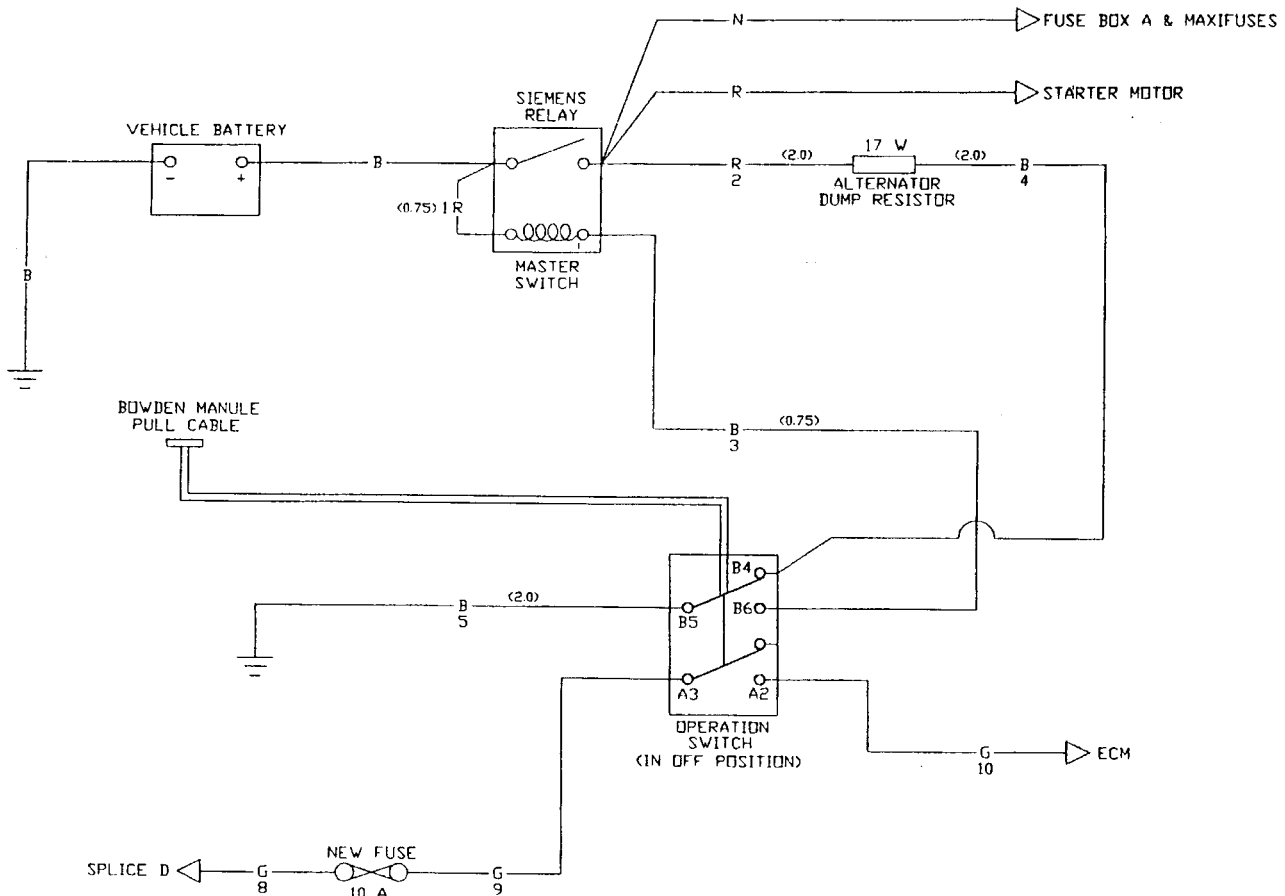 N
FUSE BOX A & MAXIFUSES
SIEMENS
RELAY
R
STARTER MOTOR
VEHICLE BATTERY
- +
B
(0.75) 1 R
MASTER
SWITCH
R
2
(2.0)
17 W
(2.0)
B
4
ALTERNATOR
DUMP RESISTOR
B
BOWDEN MANULE
PULL CABLE
B
3
(0.75)
B4
B
5
(2.0)
B5
B6
A3
A2
OPERATION
SWITCH
(IN OFF POSITION)
G
10
ECM
SPLICE D
G
8
NEW FUSE
10 A
G
9